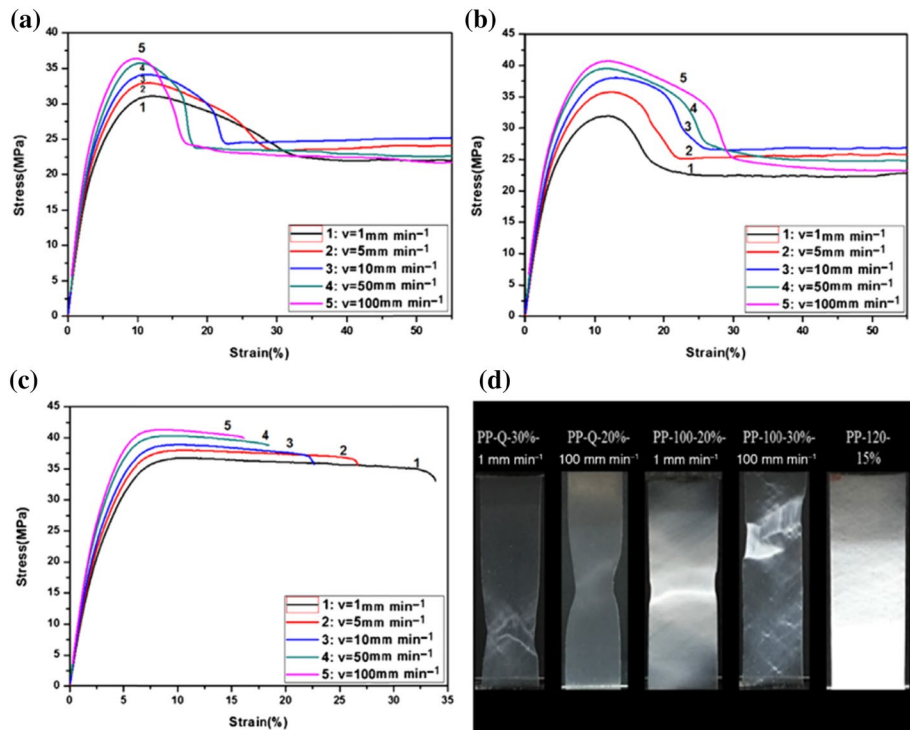 (a)
40
35
30
25
20
15
10
5
0
0 10 20 30 40 50
Stress(MPa)
Strain(%)
5
4
3
2
1
1: v=1mm min⁻¹
2: v=5mm min⁻¹
3: v=10mm min⁻¹
4: v=50mm min⁻¹
5: v=100mm min⁻¹
(b)
45
40
35
30
25
20
15
10
5
0
0 10 20 30 40 50
Stress(MPa)
Strain(%)
5
4
3
2
1
1: v=1mm min⁻¹
2: v=5mm min⁻¹
3: v=10mm min⁻¹
4: v=50mm min⁻¹
5: v=100mm min⁻¹
(c)
45
40
35
30
25
20
15
10
5
0
0 5 10 15 20 25 30 35
Stress(MPa)
Strain(%)
5
4
3
2
1
1: v=1mm min⁻¹
2: v=5mm min⁻¹
3: v=10mm min⁻¹
4: v=50mm min⁻¹
5: v=100mm min⁻¹
(d)
PP-Q-30%-
1 mm min⁻¹
PP-Q-20%-
100 mm min⁻¹
PP-100-20%-
1 mm min⁻¹
PP-100-30%-
100 mm min⁻¹
PP-120-
15%